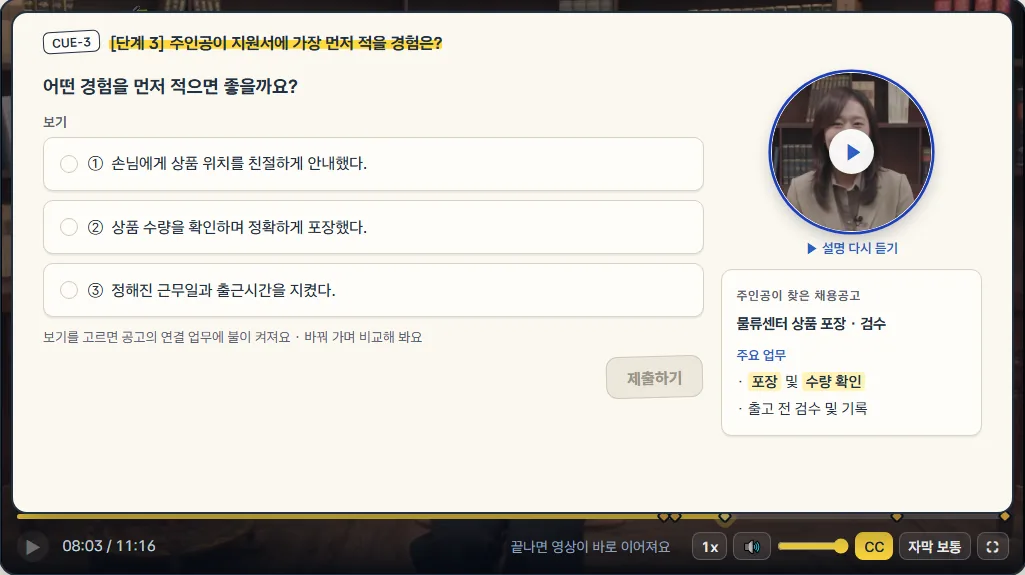 CUE-3 [단계 3] 주인공이 지원서에 가장 먼저 적을 경험은?
어떤 경험을 먼저 적으면 좋을까요?
보기
① 손님에게 상품 위치를 친절하게 안내했다.
② 상품 수량을 확인하며 정확하게 포장했다.
③ 정해진 근무일과 출근시간을 지켰다.
보기를 고르면 공고의 연결 업무에 불이 켜져요 · 바꿔 가며 비교해 봐요
제출하기
▶ 설명 다시 듣기
주인공이 찾은 채용공고
물류센터 상품 포장 · 검수
주요 업무
· 포장 및 수량 확인
· 출고 전 검수 및 기록
08:03 / 11:16
끝나면 영상이 바로 이어져요
1x
CC
자막 보통